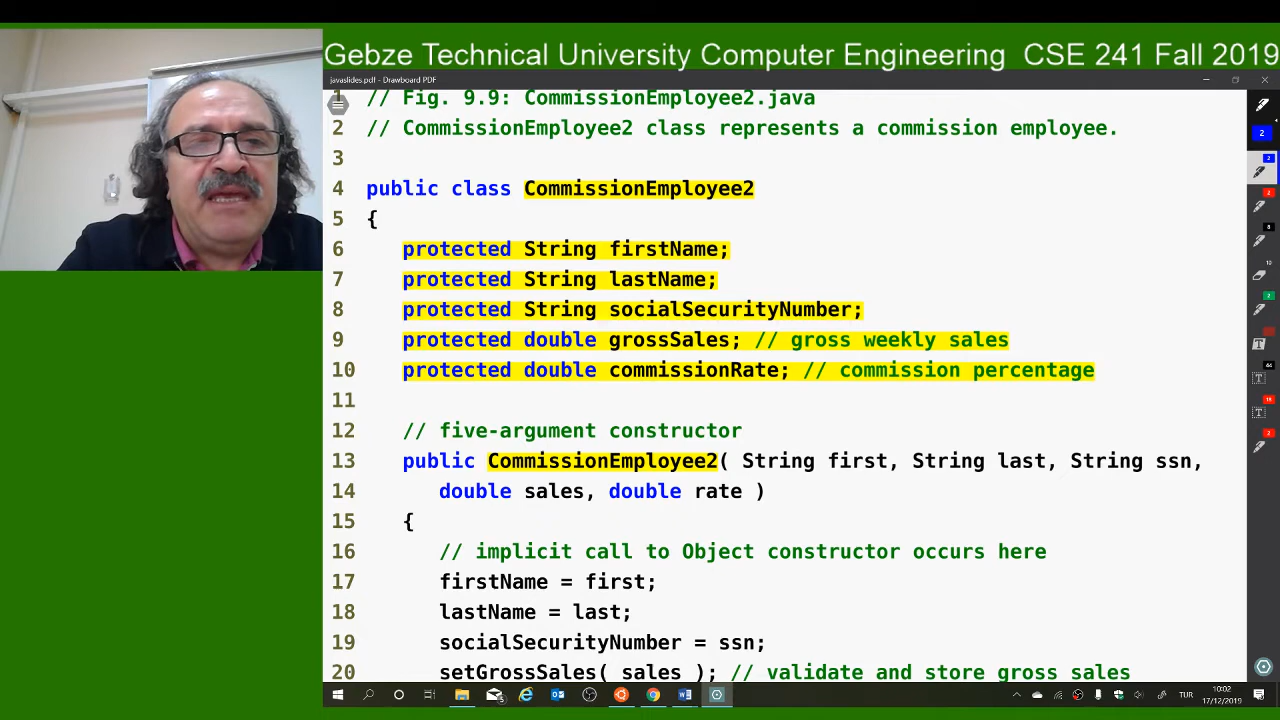 Gebze Technical University Computer Engineering  CSE 241 Fall 2019
javaslides.pdf - Drawboard PDF
1 // Fig. 9.9: CommissionEmployee2.java
2 // CommissionEmployee2 class represents a commission employee.
3
4 public class CommissionEmployee2
5 {
6 protected String firstName;
7 protected String lastName;
8 protected String socialSecurityNumber;
9 protected double grossSales; // gross weekly sales
10 protected double commissionRate; // commission percentage
11
12 // five-argument constructor
13 public CommissionEmployee2( String first, String last, String ssn,
14 double sales, double rate )
15 {
16 // implicit call to Object constructor occurs here
17 firstName = first;
18 lastName = last;
19 socialSecurityNumber = ssn;
20 setGrossSales( sales ); // validate and store gross sales
2
TUR
10:02
17/12/2019